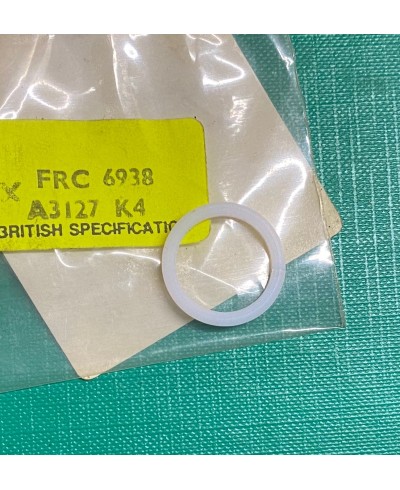 FRC 6938
A3127 K4
BRITISH SPECIFICATIO